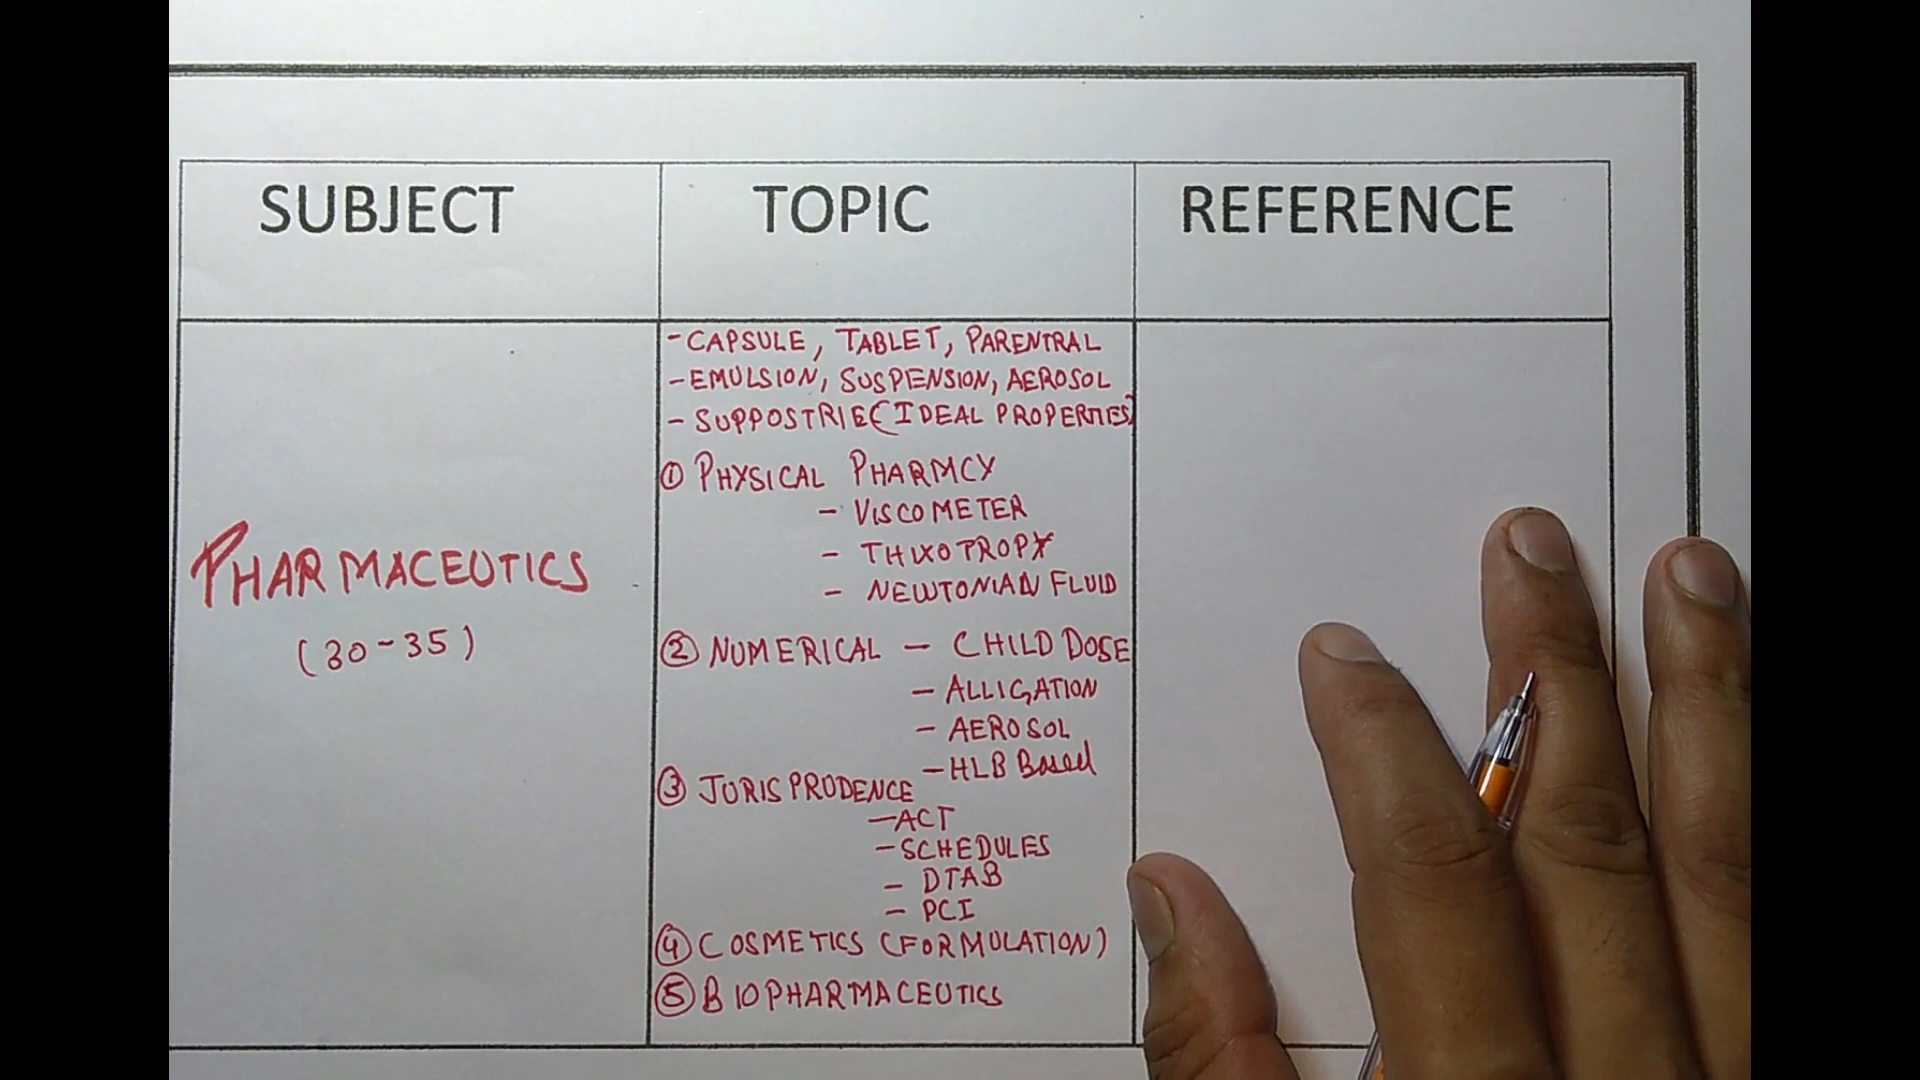 SUBJECT TOPIC REFERENCE
- CAPSULE, TABLET, PARENTRAL
- EMULSION, SUSPENSION, AEROSOL
- SUPPOSTRIE (IDEAL PROPERTIES)
① PHYSICAL PHARMCY
- VISCOMETER
- THIXOTROPY
- NEWTONIAN FLUID
PHARMACEUTICS
(30-35)
② NUMERICAL - CHILD DOSE
- ALLIGATION
- AEROSOL
- HLB Based
③ JURISPRUDENCE
- ACT
- SCHEDULES
- DTAB
- PCI
④ COSMETICS (FORMULATION)
⑤ BIOPHARMACEUTICS